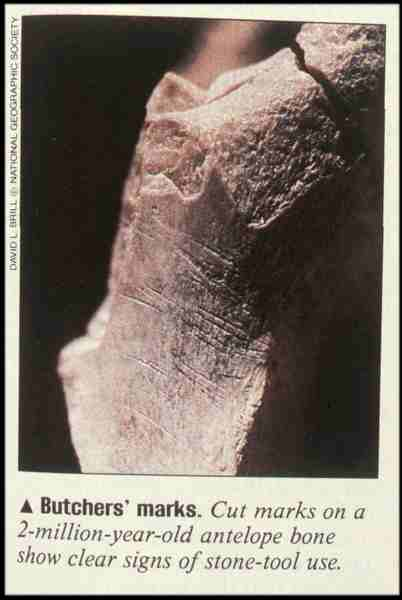 DAVID L. BRILL © NATIONAL GEOGRAPHIC SOCIETY
▲ Butchers' marks. Cut marks on a
2-million-year-old antelope bone
show clear signs of stone-tool use.